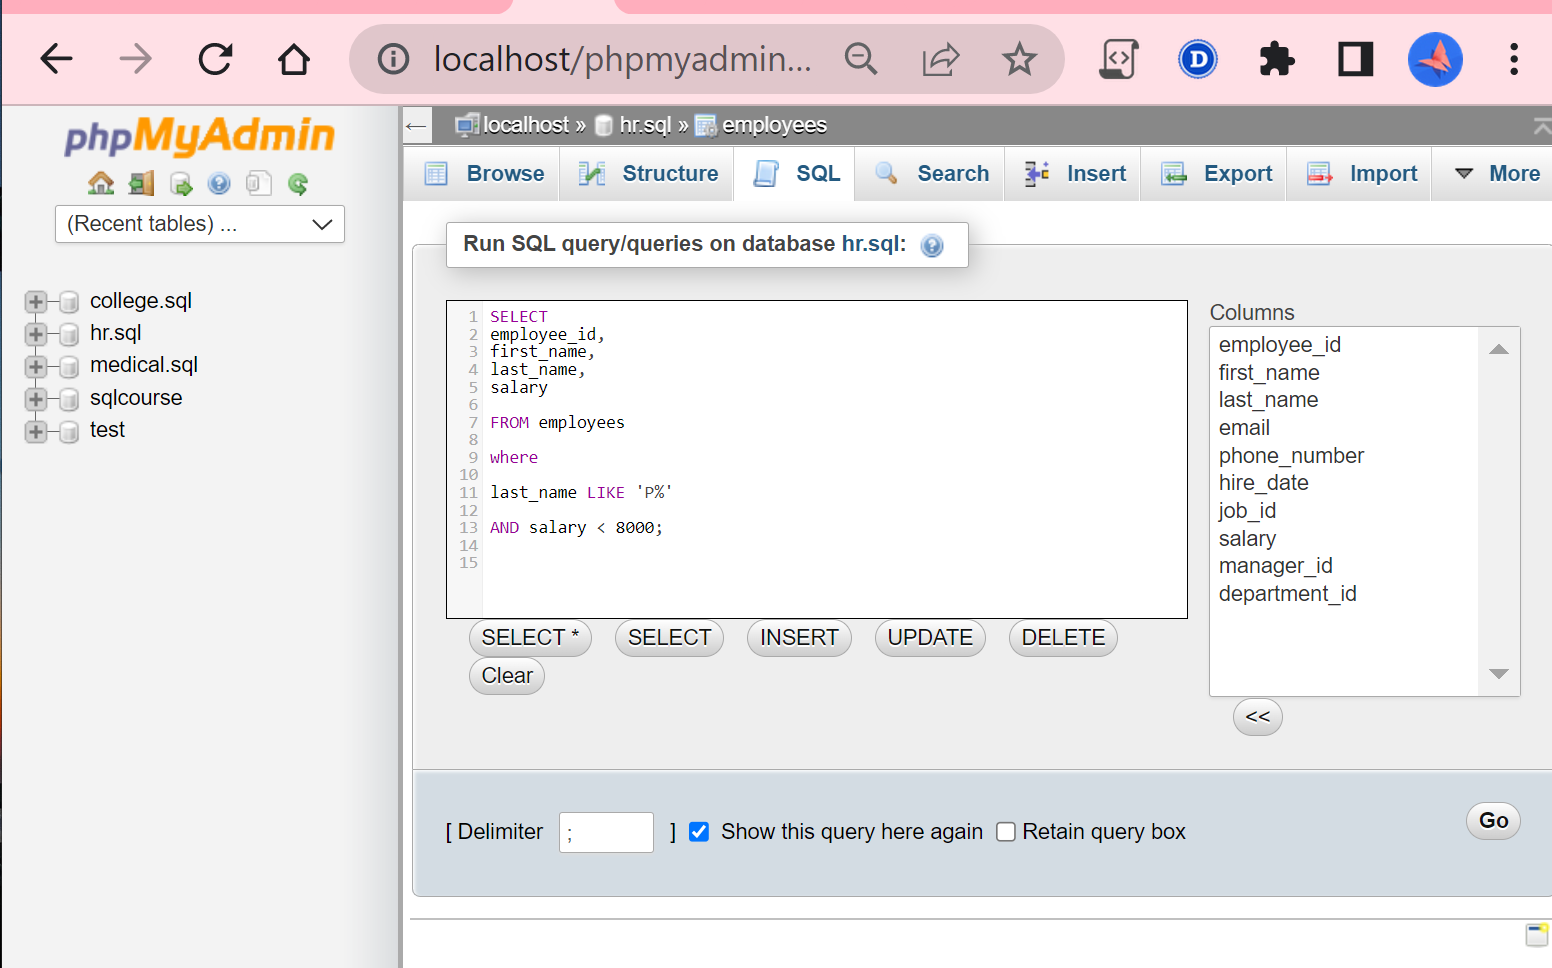 localhost/phpmyadmin...
phpMyAdmin
(Recent tables) ...
college.sql
hr.sql
medical.sql
sqlcourse
test
localhost » hr.sql » employees
Browse Structure SQL Search Insert Export Import More
Run SQL query/queries on database hr.sql:
1 SELECT
2 employee_id,
3 first_name,
4 last_name,
5 salary
6
7 FROM employees
8
9 where
10
11 last_name LIKE 'P%'
12
13 AND salary < 8000;
14
15
SELECT * SELECT INSERT UPDATE DELETE
Clear
Columns
employee_id
first_name
last_name
email
phone_number
hire_date
job_id
salary
manager_id
department_id
<<
[ Delimiter ; ] Show this query here again Retain query box
Go